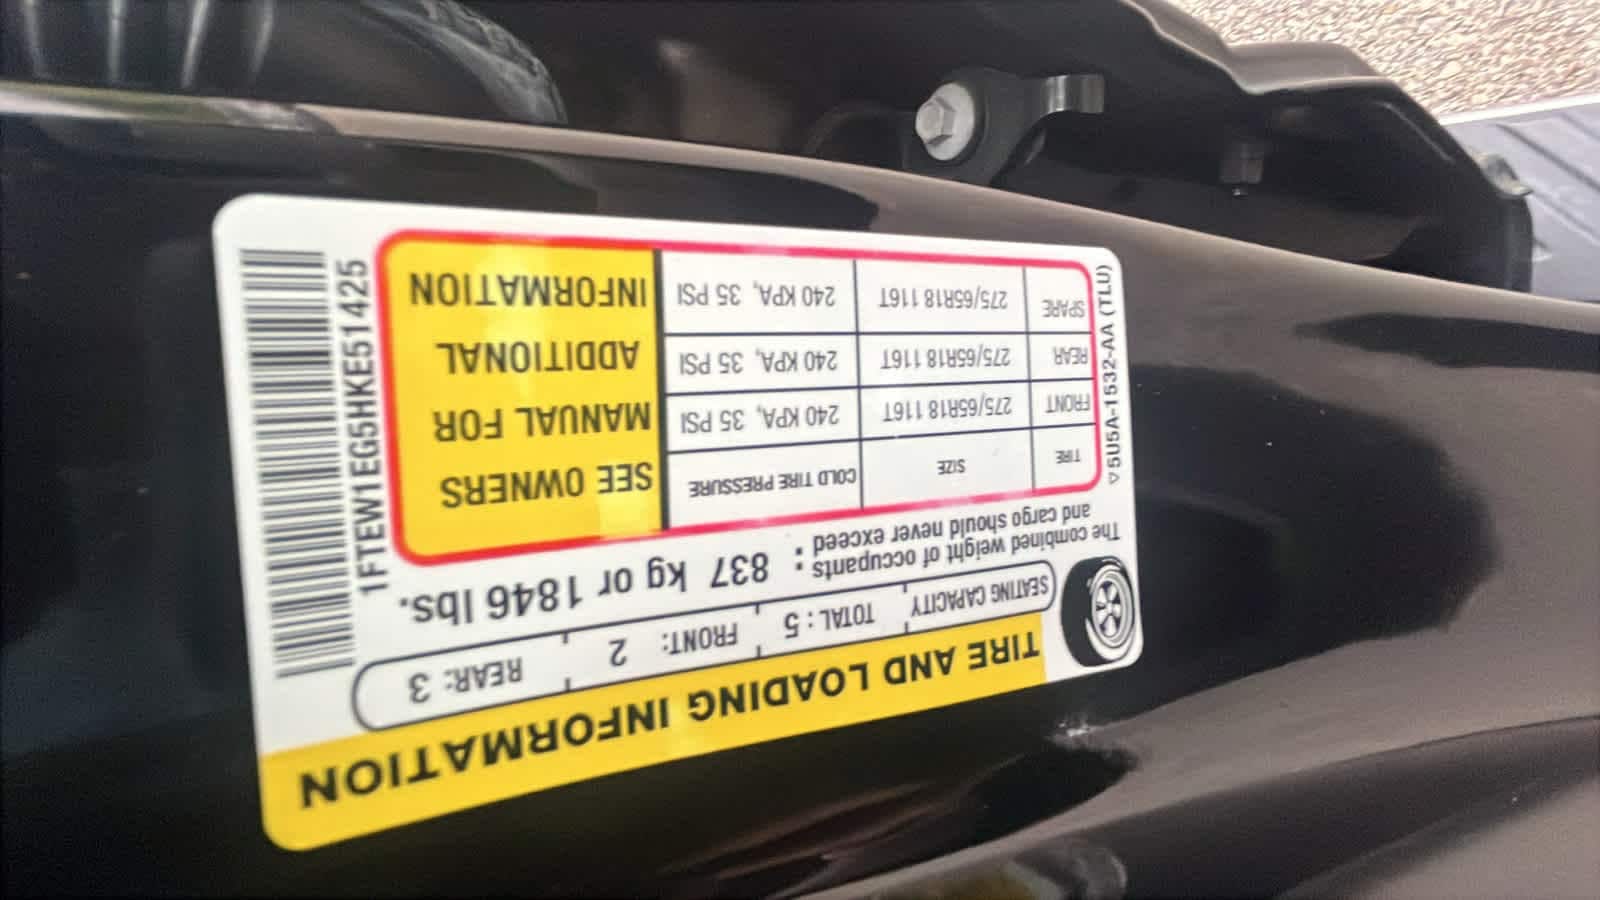 TIRE AND LOADING INFORMATION
SEATING CAPACITY TOTAL : 5 FRONT: 2 REAR: 3
The combined weight of occupants
and cargo should never exceed : 837 kg or 1846 lbs.
TIRE SIZE COLD TIRE PRESSURE
FRONT 275/65R18 116T 240 KPA, 35 PSI
REAR 275/65R18 116T 240 KPA, 35 PSI
SPARE 275/65R18 116T 240 KPA, 35 PSI
SEE OWNERS
MANUAL FOR
ADDITIONAL
INFORMATION
▽5U5A-1532-AA (TLU)
1FTEW1EG5HKE51425